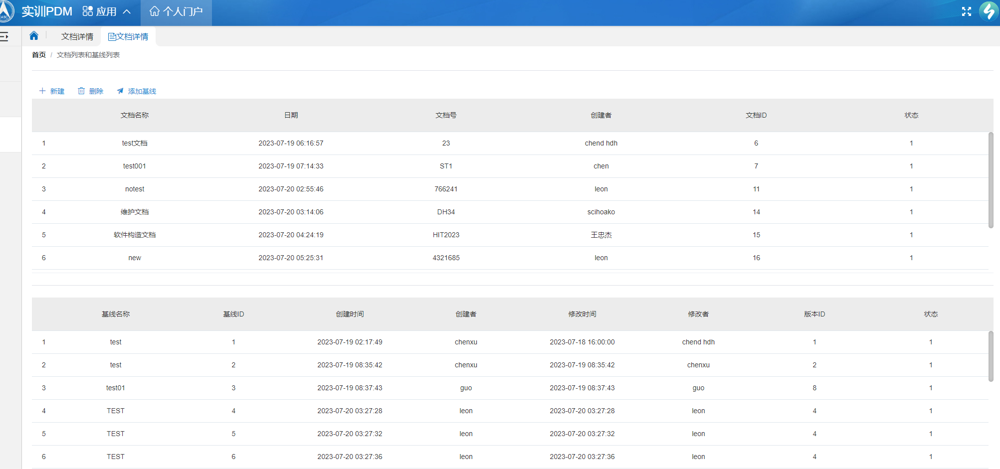 CASC 实训PDM 应用 个人门户
文档详情 文档详情
首页 / 文档列表和基线列表
新建 删除 添加基线
文档名称 日期 文档号 创建者 文档ID 状态
1 test文档 2023-07-19 06:16:57 23 chend hdh 6 1
2 test001 2023-07-19 07:14:33 ST1 chen 7 1
3 notest 2023-07-20 02:55:46 766241 leon 11 1
4 维护文档 2023-07-20 03:14:06 DH34 scihoako 14 1
5 软件构造文档 2023-07-20 04:24:19 HIT2023 王忠杰 15 1
6 new 2023-07-20 05:25:31 4321685 leon 16 1
基线名称 基线ID 创建时间 创建者 修改时间 修改者 版本ID 状态
1 test 1 2023-07-19 02:17:49 chenxu 2023-07-18 16:00:00 chend hdh 1 1
2 test 2 2023-07-19 08:35:42 chenxu 2023-07-19 08:35:42 chenxu 2 1
3 test01 3 2023-07-19 08:37:43 guo 2023-07-19 08:37:43 guo 8 1
4 TEST 4 2023-07-20 03:27:28 leon 2023-07-20 03:27:28 leon 4 1
5 TEST 5 2023-07-20 03:27:32 leon 2023-07-20 03:27:32 leon 4 1
6 TEST 6 2023-07-20 03:27:36 leon 2023-07-20 03:27:36 leon 4 1